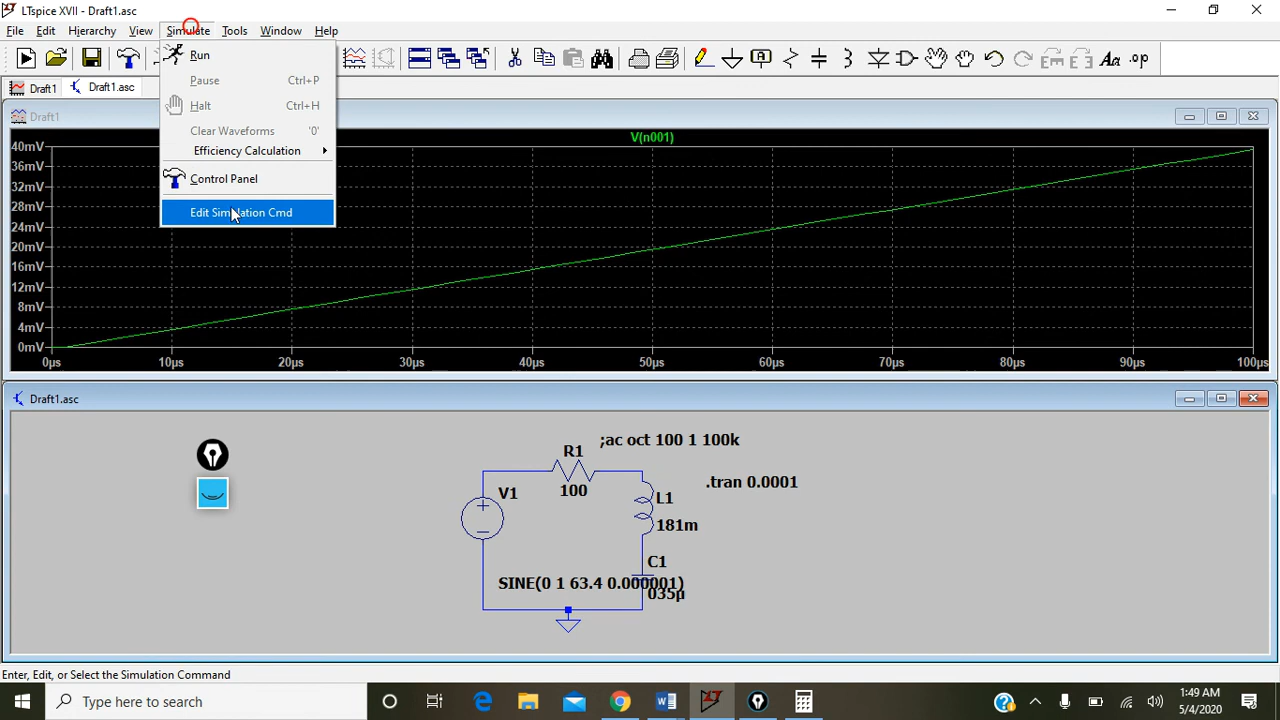 LTspice XVII - Draft1.asc
File Edit Hierarchy View Simulate Tools Window Help
Run
Pause Ctrl+P
Halt Ctrl+H
Clear Waveforms '0'
Efficiency Calculation
Control Panel
Edit Simulation Cmd
Aa .op
Draft1 Draft1.asc
Draft1
V(n001)
40mV
36mV
32mV
28mV
24mV
20mV
16mV
12mV
8mV
4mV
0mV
0µs 10µs 20µs 30µs 40µs 50µs 60µs 70µs 80µs 90µs 100µs
Draft1.asc
;ac oct 100 1 100k
R1
100
.tran 0.0001
V1
L1
181m
C1
SINE(0 1 63.4 0.000001)
035µ
Enter, Edit, or Select the Simulation Command
Type here to search
1:49 AM
5/4/2020